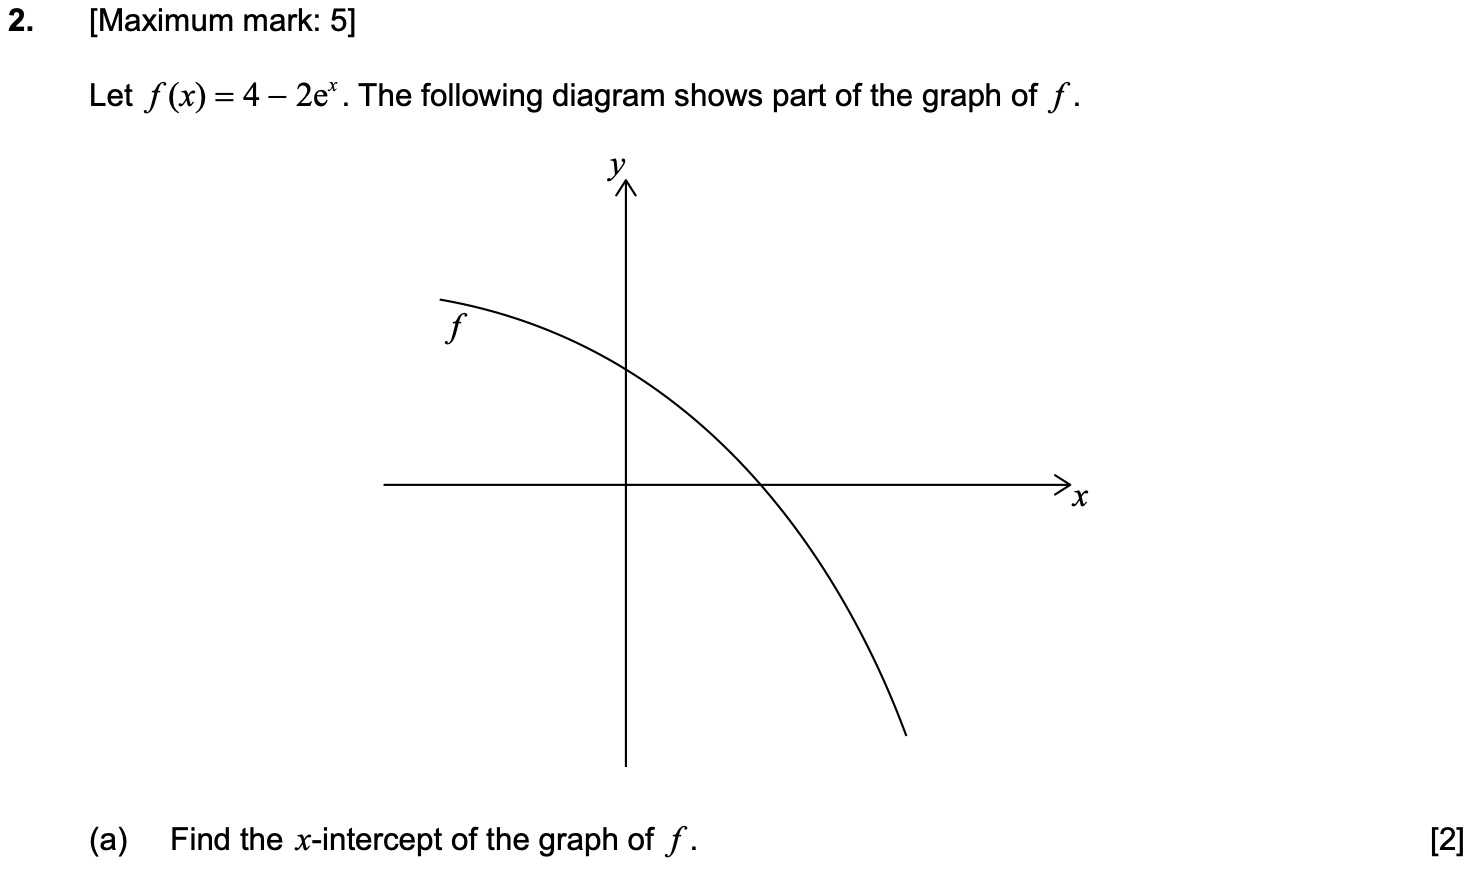 2. [Maximum mark: 5]
Let f(x) = 4 – 2eˣ. The following diagram shows part of the graph of f.
y
f
x
(a) Find the x-intercept of the graph of f. [2]